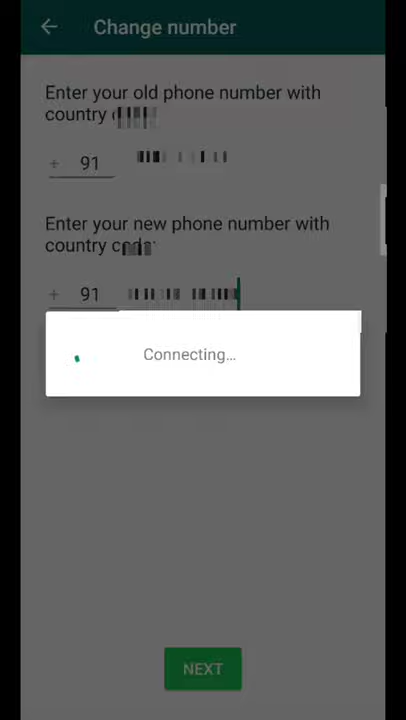 Change number
Enter your old phone number with
country
+ 91
Enter your new phone number with
country code:
+ 91
Connecting...
NEXT